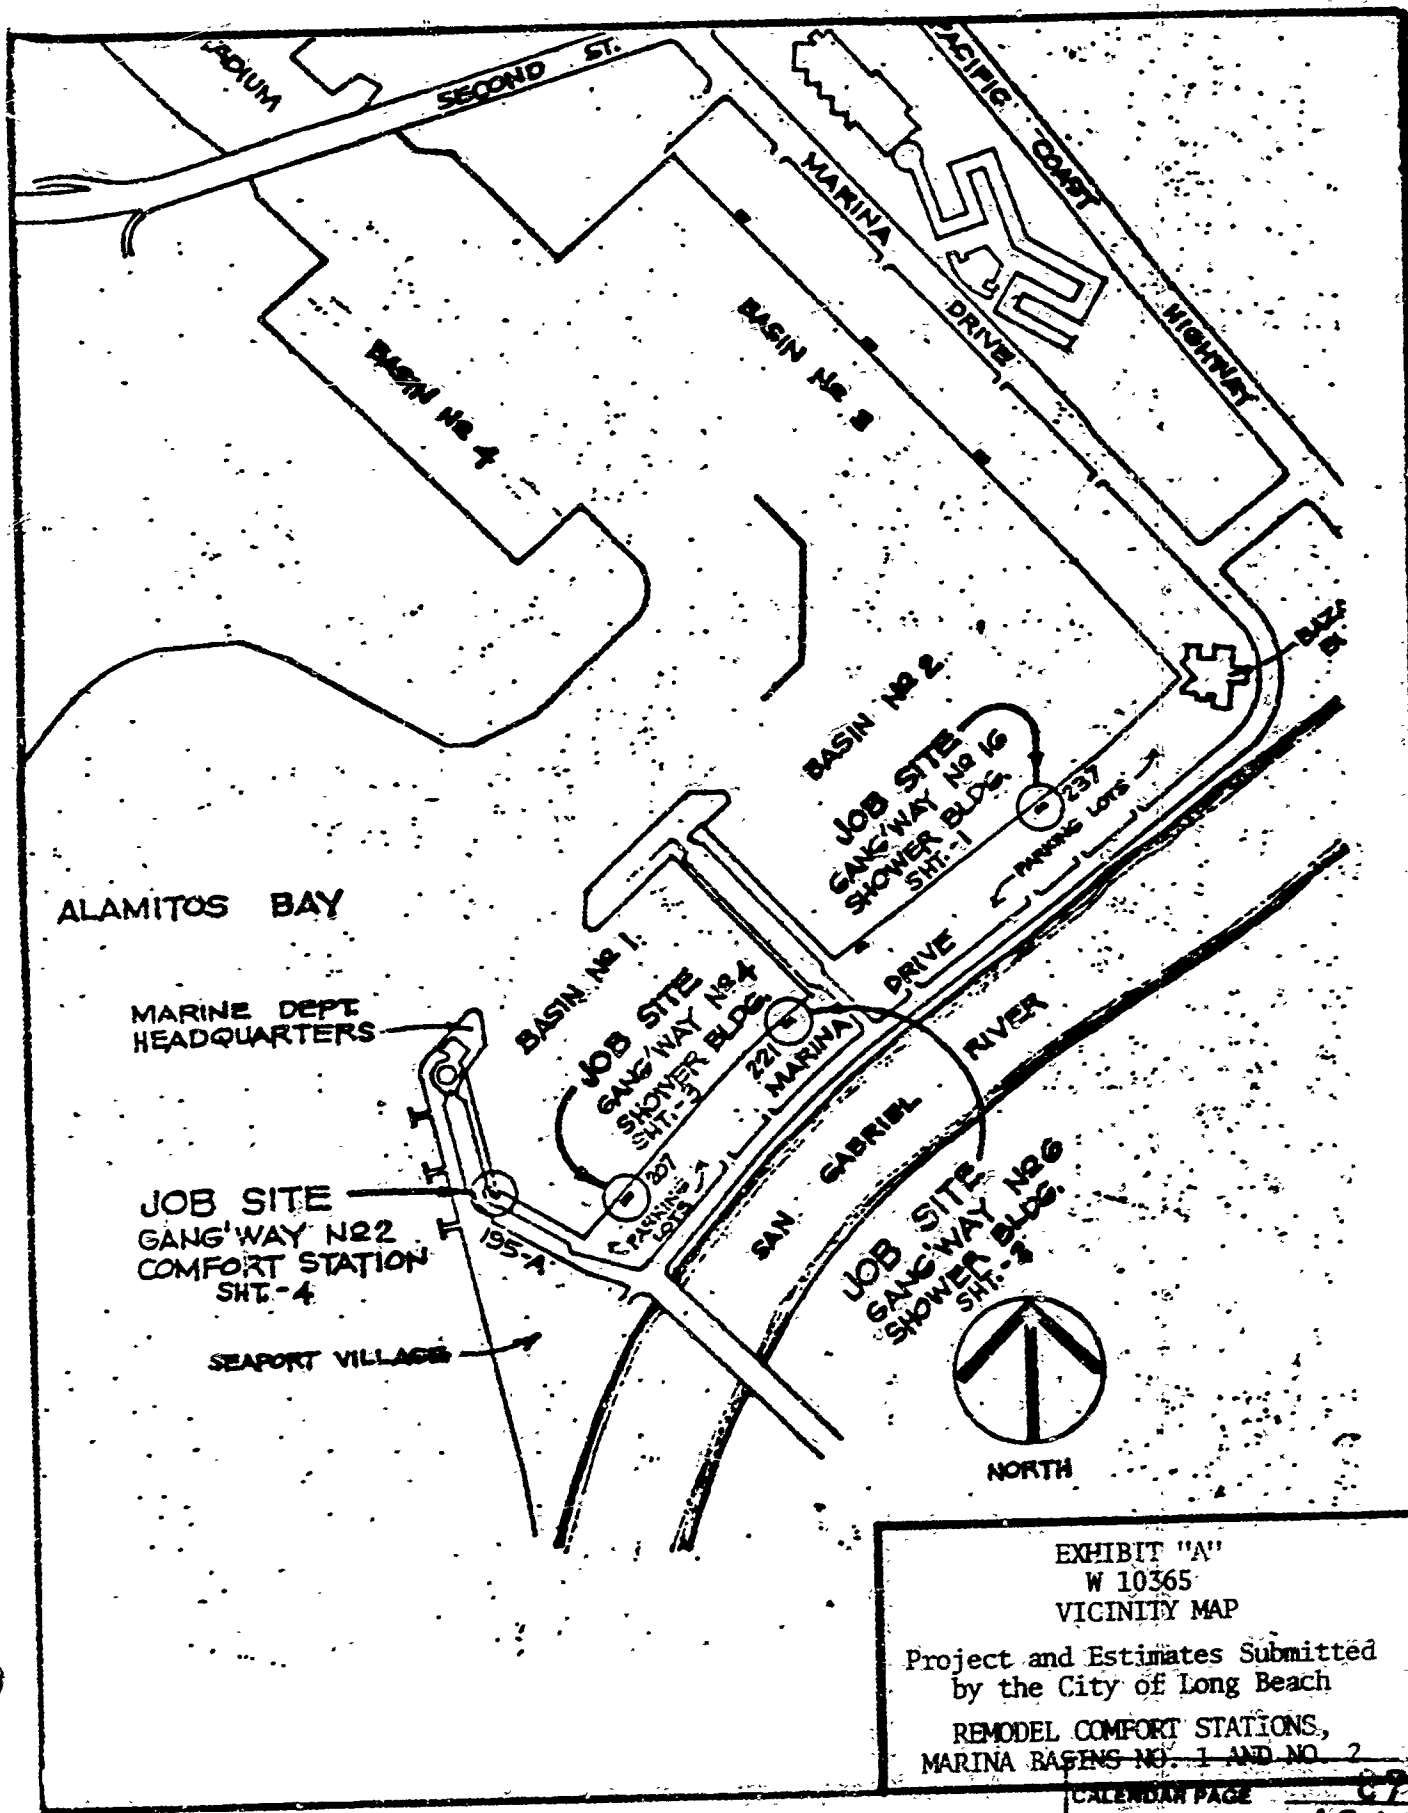 SECOND ST.
PACIFIC COAST HIGHWAY
MARINA DRIVE
BASIN No 4
BASIN No 3
BASIN No 2
JOB SITE
GANG'WAY No 16
SHOWER BLDG.
SHT.-1
237
PARKING LOTS
ALAMITOS BAY
MARINE DEPT.
HEADQUARTERS
BASIN No 1
JOB SITE
GANG'WAY No 4
SHOWER BLDG.
SHT.-3
221
MARINA DRIVE
207
PARKING
LOTS
SAN GABRIEL RIVER
JOB SITE
GANG'WAY No 2
COMFORT STATION
SHT.-4
195-A
JOB SITE
GANG'WAY No 6
SHOWER BLDG.
SHT.-2
SEAPORT VILLAGE
NORTH
EXHIBIT "A"
W 10365
VICINITY MAP
Project and Estimates Submitted
by the City of Long Beach
REMODEL COMFORT STATIONS,
MARINA BASINS NO. 1 AND NO. 2
CALENDAR PAGE